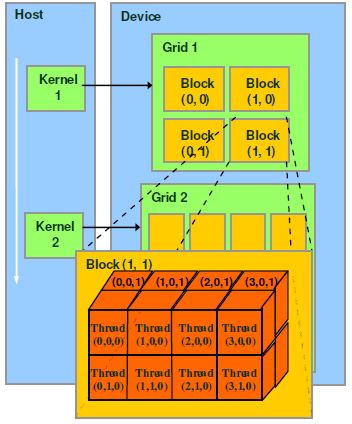 Host
Device
Grid 1
Kernel
1
Block
(0, 0)
Block
(1, 0)
Block
(0, 1)
Block
(1, 1)
Grid 2
Kernel
2
Block (1, 1)
(0,0,1)
(1,0,1)
(2,0,1)
(3,0,1)
Thread
(0,0,0)
Thread
(1,0,0)
Thread
(2,0,0)
Thread
(3,0,0)
Thread
(0,1,0)
Thread
(1,1,0)
Thread
(2,1,0)
Thread
(3,1,0)